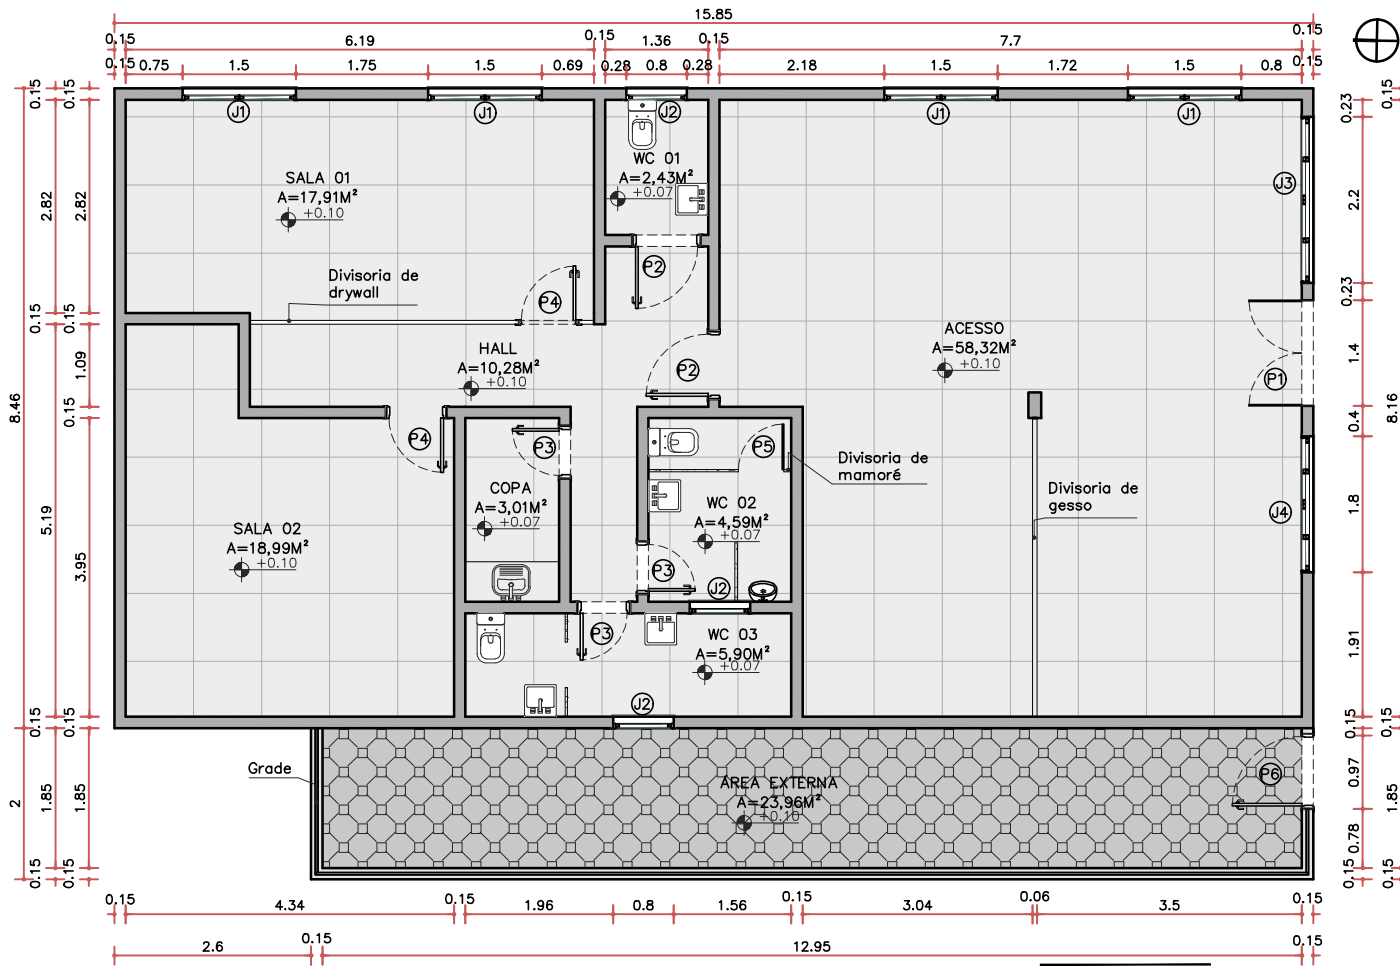 15.85
0.15 6.19 0.15 1.36 0.15 7.7 0.15
0.15 0.75 1.5 1.75 1.5 0.69 0.28 0.8 0.28 2.18 1.5 1.72 1.5 0.8 0.15
J1 J1 J2 J1 J1
SALA 01
A=17,91M²
+0.10
WC 01
A=2,43M²
+0.07
J3
P2
Divisoria de
drywall
P4
HALL
A=10,28M²
+0.10
P2
ACESSO
A=58,32M²
+0.10
P1
P4
P3
P5
Divisoria de
mamoré
COPA
A=3,01M²
+0.07
WC 02
A=4,59M²
+0.07
Divisoria de
gesso
J4
SALA 02
A=18,99M²
+0.10
P3
J2
P3
WC 03
A=5,90M²
+0.07
J2
Grade
ÁREA EXTERNA
A=23,96M²
+0.10
P6
0.15 8.46 0.15 2 0.15
0.15 2.82 0.15 5.19 0.15 1.85 0.15
0.15 2.82 0.15 1.09 0.15 3.95 0.15 1.85 0.15
0.23 2.2 0.23 1.4 0.4 1.8 1.91 0.15 0.97 0.78 0.15
0.15 8.16 0.15 1.85 0.15
0.15 4.34 0.15 1.96 0.8 1.56 0.15 3.04 0.06 3.5 0.15
2.6 0.15 12.95 0.15